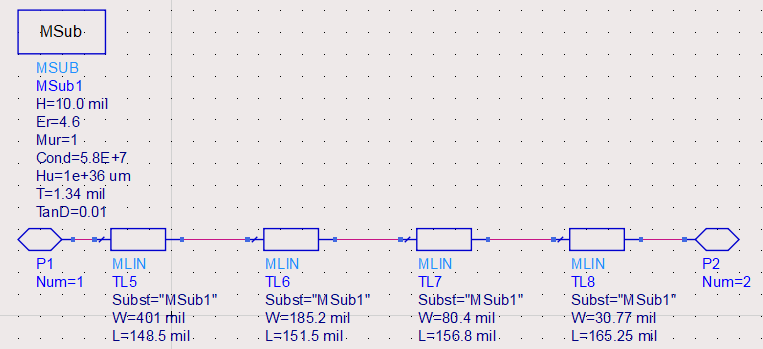 MSub
MSUB
MSub1
H=10.0 mil
Er=4.6
Mur=1
Cond=5.8E+7
Hu=1e+36 um
T=1.34 mil
TanD=0.01
P1
Num=1
MLIN
TL5
Subst="MSub1"
W=401 mil
L=148.5 mil
MLIN
TL6
Subst="MSub1"
W=185.2 mil
L=151.5 mil
MLIN
TL7
Subst="MSub1"
W=80.4 mil
L=156.8 mil
MLIN
TL8
Subst="MSub1"
W=30.77 mil
L=165.25 mil
P2
Num=2